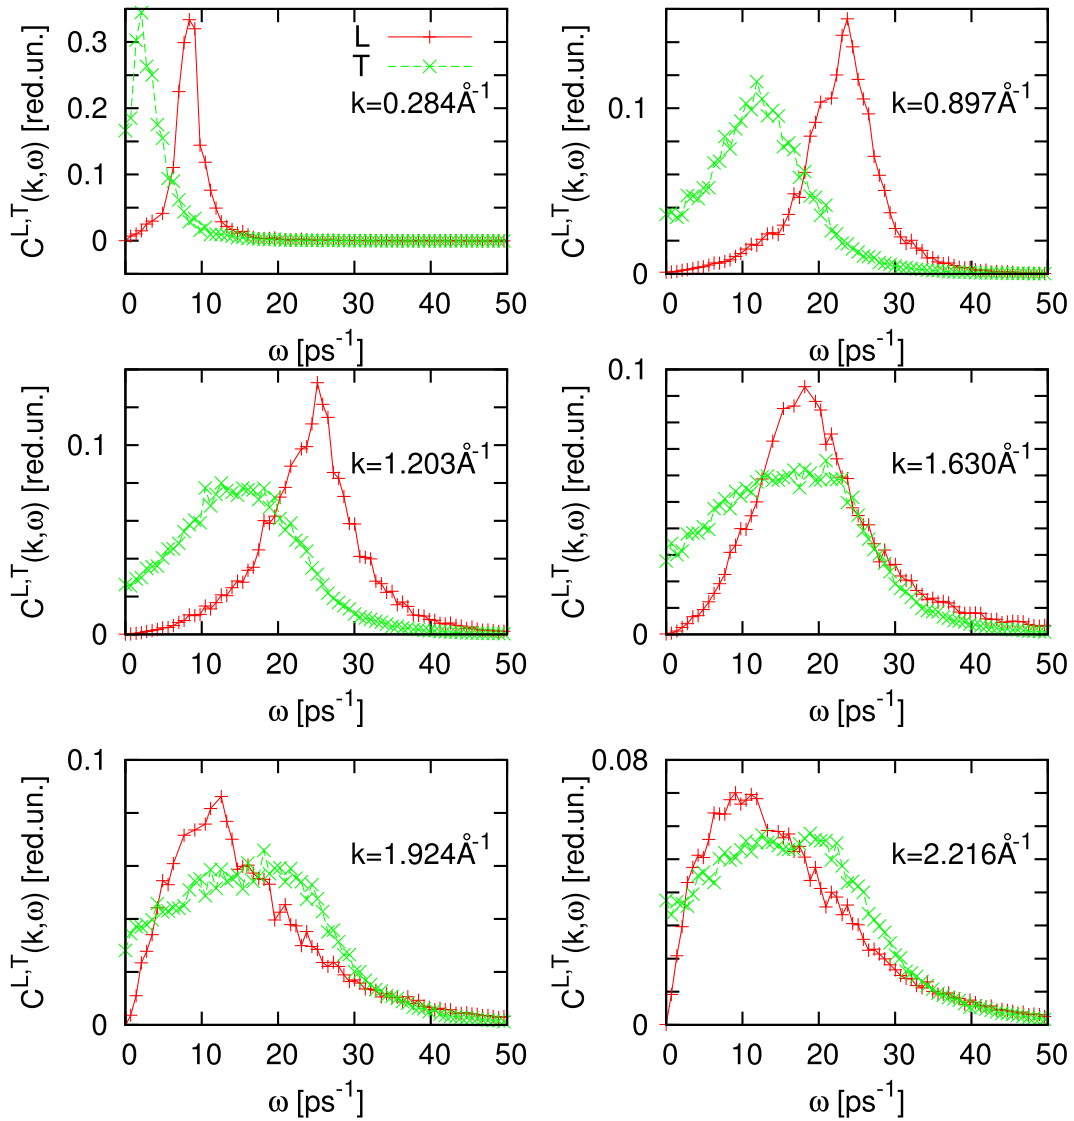 C^L,T(k,ω) [red.un.]
0.3
0.2
0.1
0
L
T
k=0.284Å^-1
0 10 20 30 40 50
ω [ps^-1]
C^L,T(k,ω) [red.un.]
0.1
0
k=0.897Å^-1
0 10 20 30 40 50
ω [ps^-1]
C^L,T(k,ω) [red.un.]
0.1
0
k=1.203Å^-1
0 10 20 30 40 50
ω [ps^-1]
C^L,T(k,ω) [red.un.]
0.1
0
k=1.630Å^-1
0 10 20 30 40 50
ω [ps^-1]
C^L,T(k,ω) [red.un.]
0.1
0
k=1.924Å^-1
0 10 20 30 40 50
ω [ps^-1]
C^L,T(k,ω) [red.un.]
0.08
0
k=2.216Å^-1
0 10 20 30 40 50
ω [ps^-1]